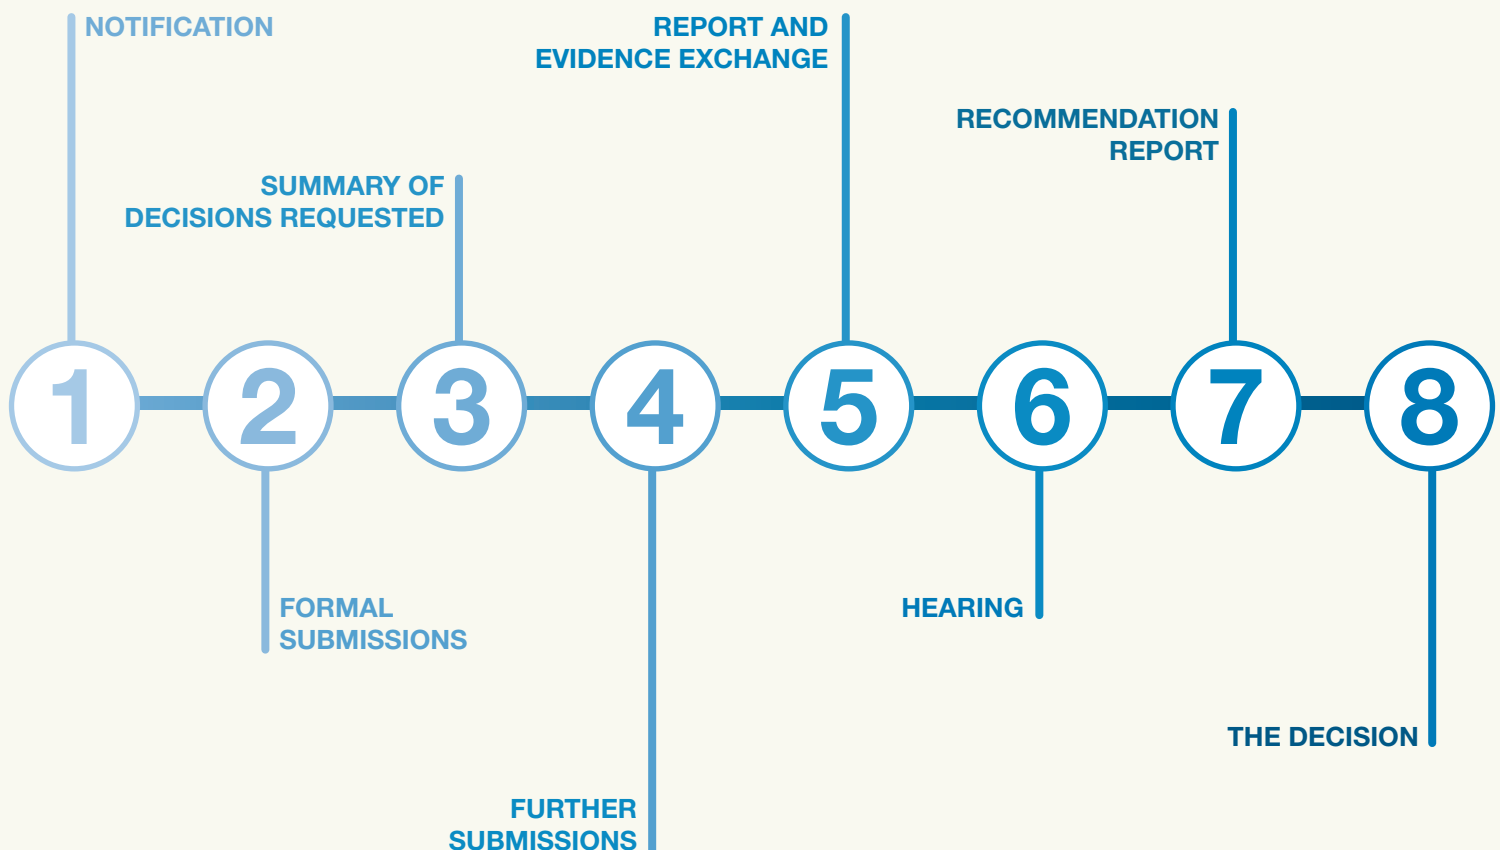 NOTIFICATION
REPORT AND
EVIDENCE EXCHANGE
RECOMMENDATION
REPORT
SUMMARY OF
DECISIONS REQUESTED
1 2 3 4 5 6 7 8
FORMAL
SUBMISSIONS
HEARING
THE DECISION
FURTHER
SUBMISSIONS